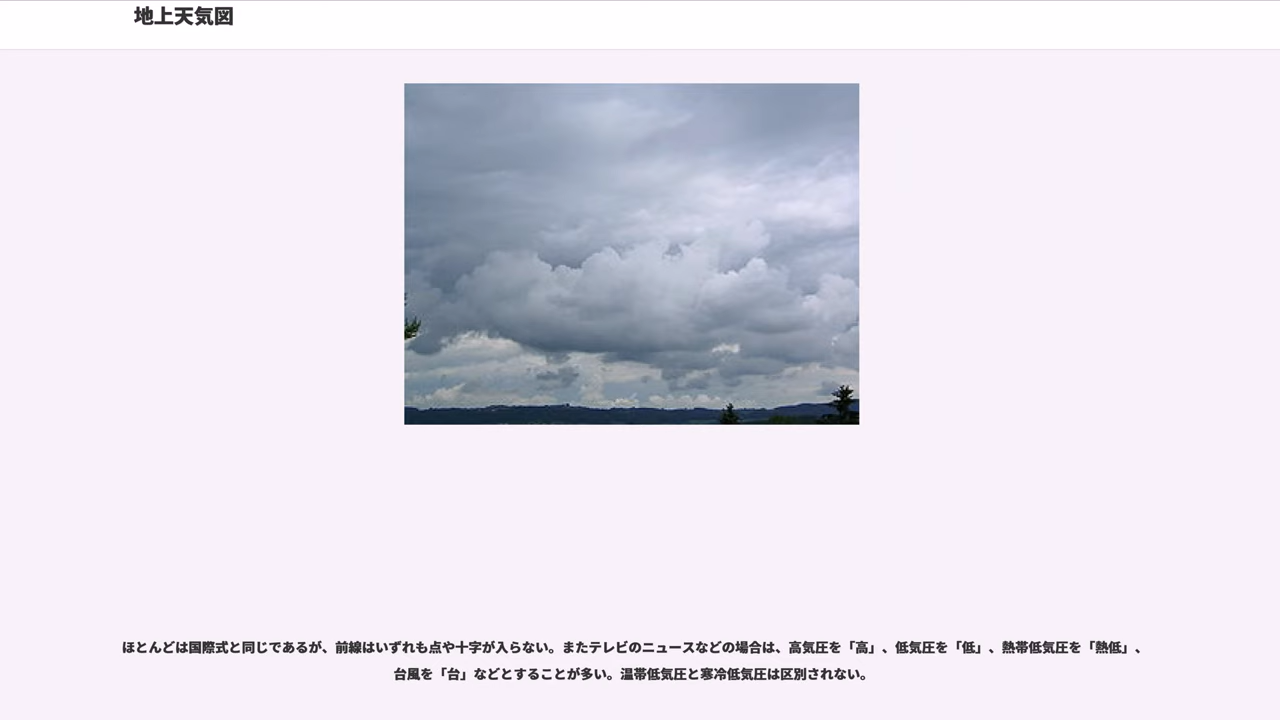 地上天気図
ほとんどは国際式と同じであるが、前線はいずれも点や十字が入らない。またテレビのニュースなどの場合は、高気圧を「高」、低気圧を「低」、熱帯低気圧を「熱低」、
台風を「台」などとすることが多い。温帯低気圧と寒冷低気圧は区別されない。